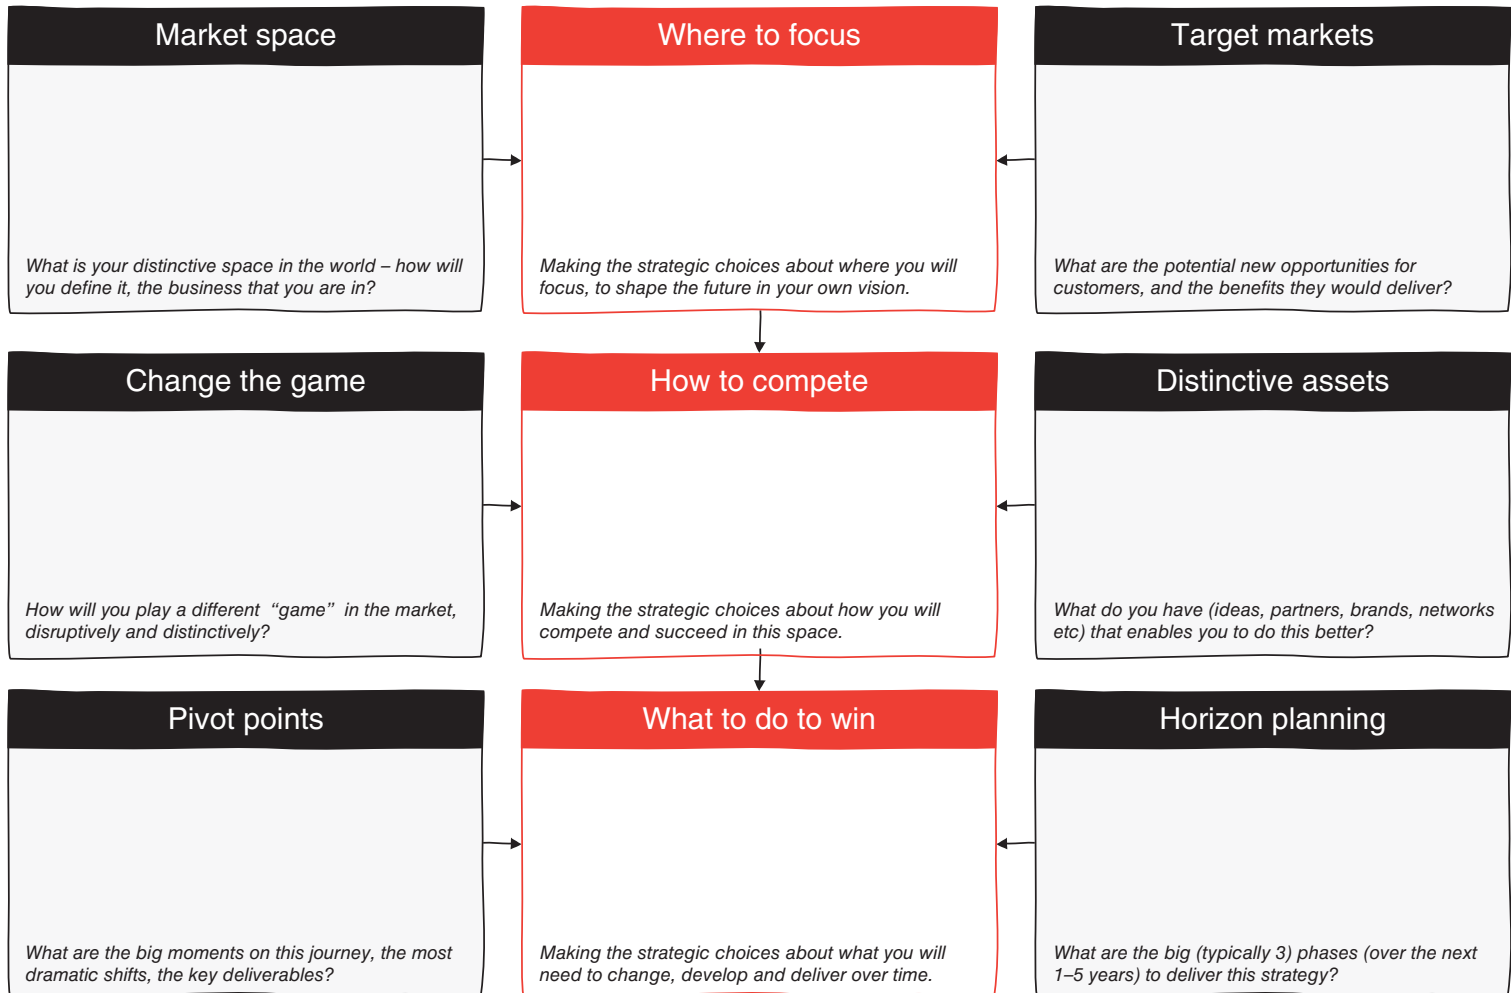 Market space
What is your distinctive space in the world – how will
you define it, the business that you are in?
Where to focus
Making the strategic choices about where you will
focus, to shape the future in your own vision.
Target markets
What are the potential new opportunities for
customers, and the benefits they would deliver?
Change the game
How will you play a different “game” in the market,
disruptively and distinctively?
How to compete
Making the strategic choices about how you will
compete and succeed in this space.
Distinctive assets
What do you have (ideas, partners, brands, networks
etc) that enables you to do this better?
Pivot points
What are the big moments on this journey, the most
dramatic shifts, the key deliverables?
What to do to win
Making the strategic choices about what you will
need to change, develop and deliver over time.
Horizon planning
What are the big (typically 3) phases (over the next
1–5 years) to deliver this strategy?